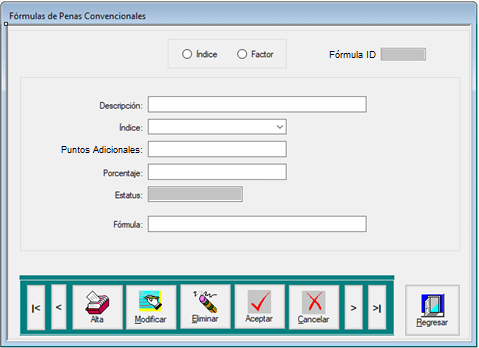 Fórmulas de Penas Convencionales
Índice Factor Fórmula ID
Descripción:
Índice:
Puntos Adicionales:
Porcentaje:
Estatus:
Fórmula:
|< < Alta Modificar Eliminar Aceptar Cancelar > >| Regresar